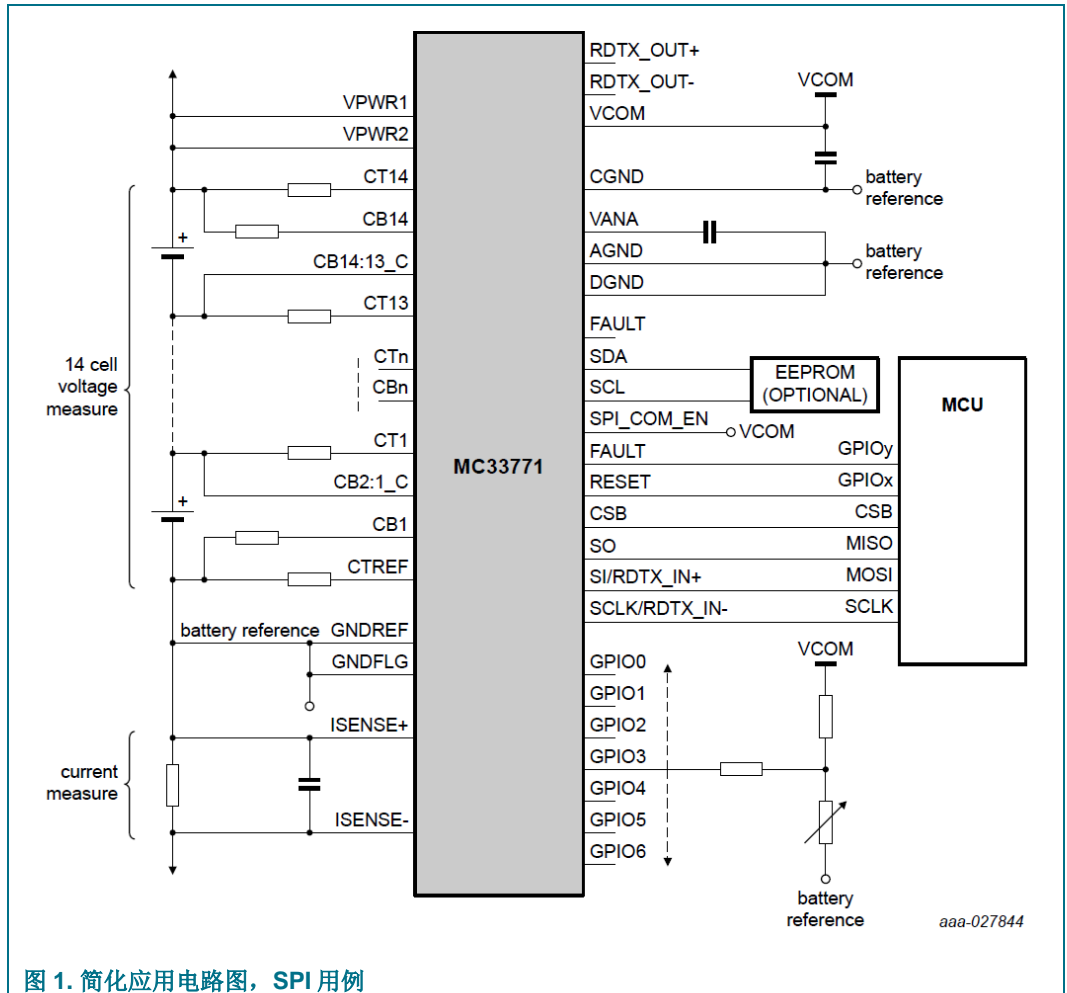 RDTX_OUT+
RDTX_OUT-
VCOM
VPWR1
VCOM
VPWR2
CT14
CGND
battery
reference
CB14
VANA
CB14:13_C
AGND
battery
reference
DGND
CT13
FAULT
14 cell
voltage
measure
CTn
SDA
EEPROM
(OPTIONAL)
CBn
SCL
MCU
SPI_COM_EN
VCOM
CT1
MC33771
FAULT
GPIOy
CB2:1_C
RESET
GPIOx
CSB
CSB
CB1
SO
MISO
CTREF
SI/RDTX_IN+
MOSI
SCLK/RDTX_IN-
SCLK
battery reference
GNDREF
VCOM
GNDFLG
GPIO0
GPIO1
ISENSE+
GPIO2
current
measure
GPIO3
GPIO4
ISENSE-
GPIO5
GPIO6
battery
reference
aaa-027844
+
+
图 1. 简化应用电路图，SPI 用例